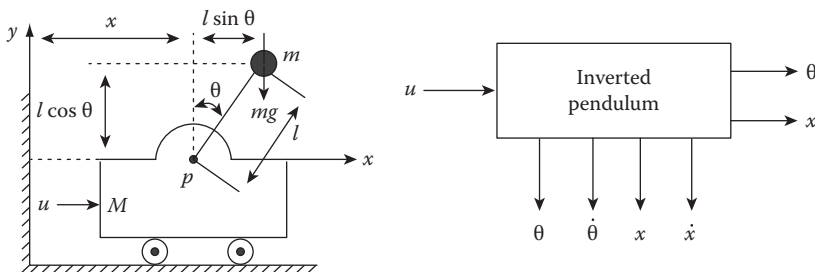 y
x
l sin θ
m
θ
l cos θ
mg
l
x
p
u
M
u
Inverted
pendulum
θ
x
θ θ̇ x ẋ